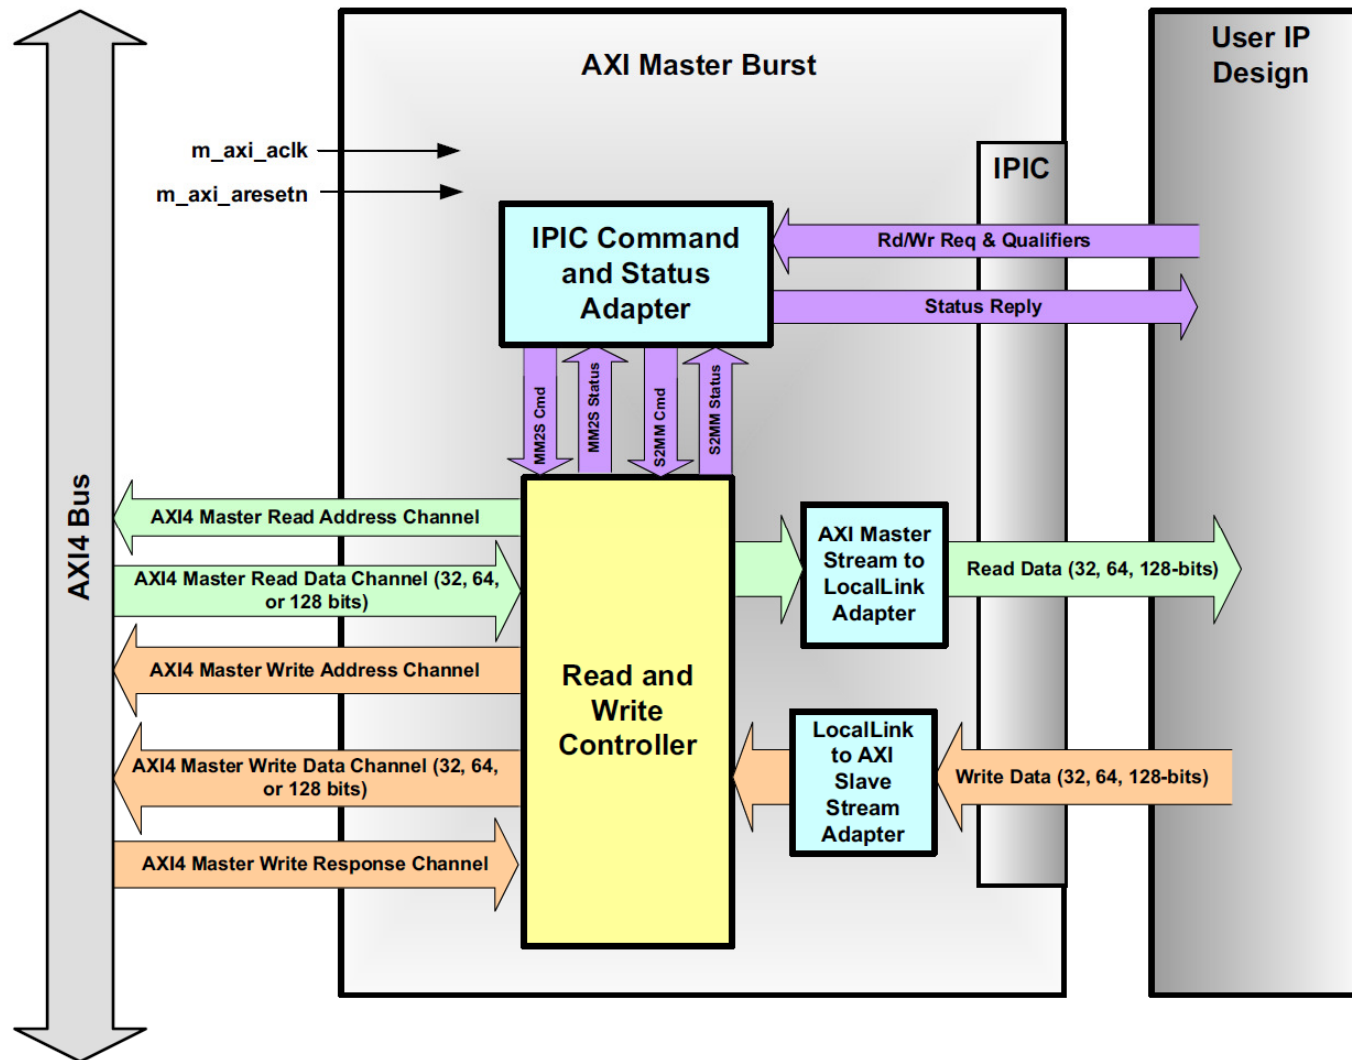 User IP
Design
AXI Master Burst
m_axi_aclk
m_axi_aresetn
IPIC
IPIC Command
and Status
Adapter
Rd/Wr Req & Qualifiers
Status Reply
MM2S Cmd
MM2S Status
S2MM Cmd
S2MM Status
AXI4 Bus
AXI4 Master Read Address Channel
AXI4 Master Read Data Channel (32, 64,
or 128 bits)
AXI4 Master Write Address Channel
AXI4 Master Write Data Channel (32, 64,
or 128 bits)
AXI4 Master Write Response Channel
Read and
Write
Controller
AXI Master
Stream to
LocalLink
Adapter
Read Data (32, 64, 128-bits)
LocalLink
to AXI
Slave
Stream
Adapter
Write Data (32, 64, 128-bits)